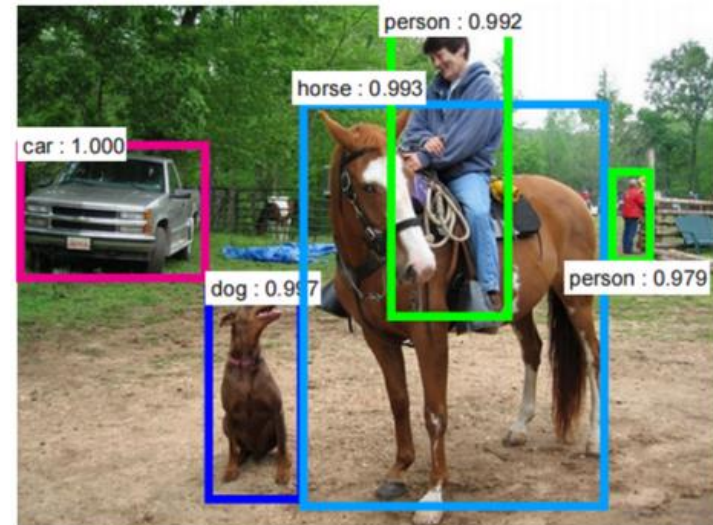 person : 0.992
horse : 0.993
car : 1.000
dog : 0.997
person : 0.979